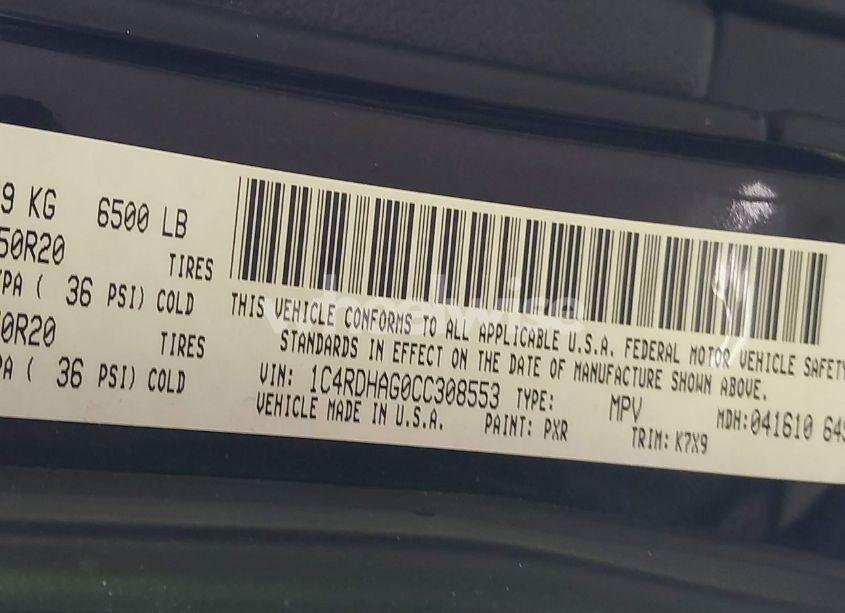 9 KG 6500 LB
50R20 TIRES
PA ( 36 PSI) COLD
0R20 TIRES
PA ( 36 PSI) COLD
THIS VEHICLE CONFORMS TO ALL APPLICABLE U.S.A. FEDERAL MOTOR VEHICLE SAFETY
STANDARDS IN EFFECT ON THE DATE OF MANUFACTURE SHOWN ABOVE.
VIN: 1C4RDHAG0CC308553 TYPE: MPV MDH:041610 643
VEHICLE MADE IN U.S.A. PAINT: PXR TRIM: K7X9